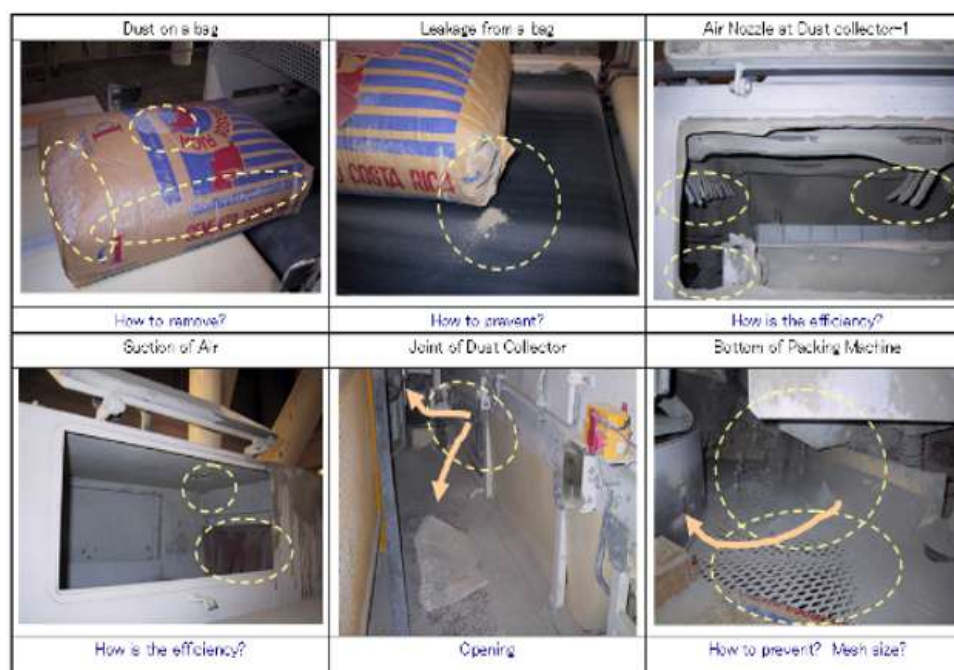 Dust on a bag
Leakage from a bag
Air Nozzle at Dust collector-1
COSTA RICA
How to remove?
How to prevent?
How is the efficiency?
Suction of Air
Joint of Dust Collector
Bottom of Packing Machine
How is the efficiency?
Opening
How to prevent? Mesh size?